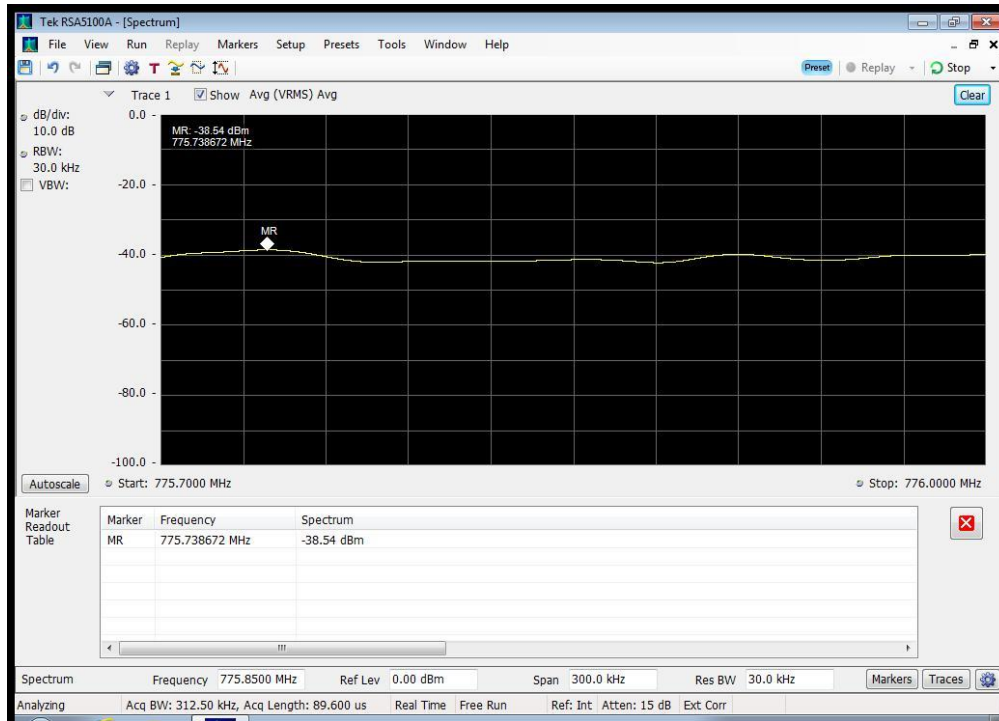 Tek RSA5100A - [Spectrum]
File View Run Replay Markers Setup Presets Tools Window Help
T
Preset Replay Stop
Trace 1 Show Avg (VRMS) Avg Clear
dB/div:
10.0 dB
RBW:
30.0 kHz
VBW:
0.0
MR: -38.54 dBm
775.738672 MHz
-20.0
MR
-40.0
-60.0
-80.0
-100.0
Autoscale Start: 775.7000 MHz Stop: 776.0000 MHz
Marker
Readout
Table
Marker Frequency Spectrum
MR 775.738672 MHz -38.54 dBm
Spectrum Frequency 775.8500 MHz Ref Lev 0.00 dBm Span 300.0 kHz Res BW 30.0 kHz Markers Traces
Analyzing Acq BW: 312.50 kHz, Acq Length: 89.600 us Real Time Free Run Ref: Int Atten: 15 dB Ext Corr